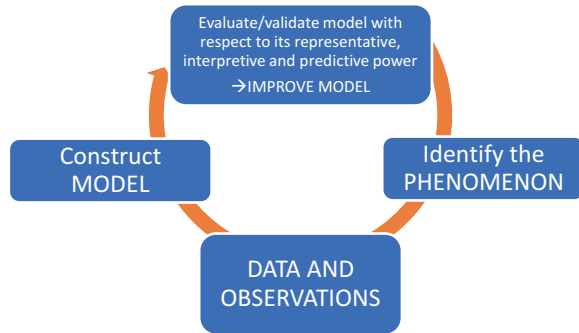 Evaluate/validate model with
respect to its representative,
interpretive and predictive power
→IMPROVE MODEL
Construct
MODEL
Identify the
PHENOMENON
DATA AND
OBSERVATIONS